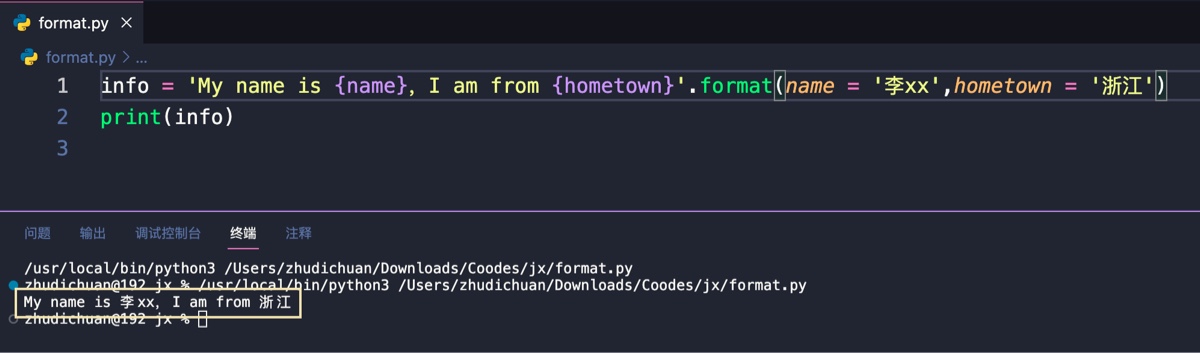 format.py ×
format.py > ...
1 info = 'My name is {name}, I am from {hometown}'.format(name = '李xx',hometown = '浙江')
2 print(info)
3
问题 输出 调试控制台 终端 注释
/usr/local/bin/python3 /Users/zhudichuan/Downloads/Coodes/jx/format.py
zhudichuan@192 jx % /usr/local/bin/python3 /Users/zhudichuan/Downloads/Coodes/jx/format.py
My name is 李xx, I am from 浙江
zhudichuan@192 jx %